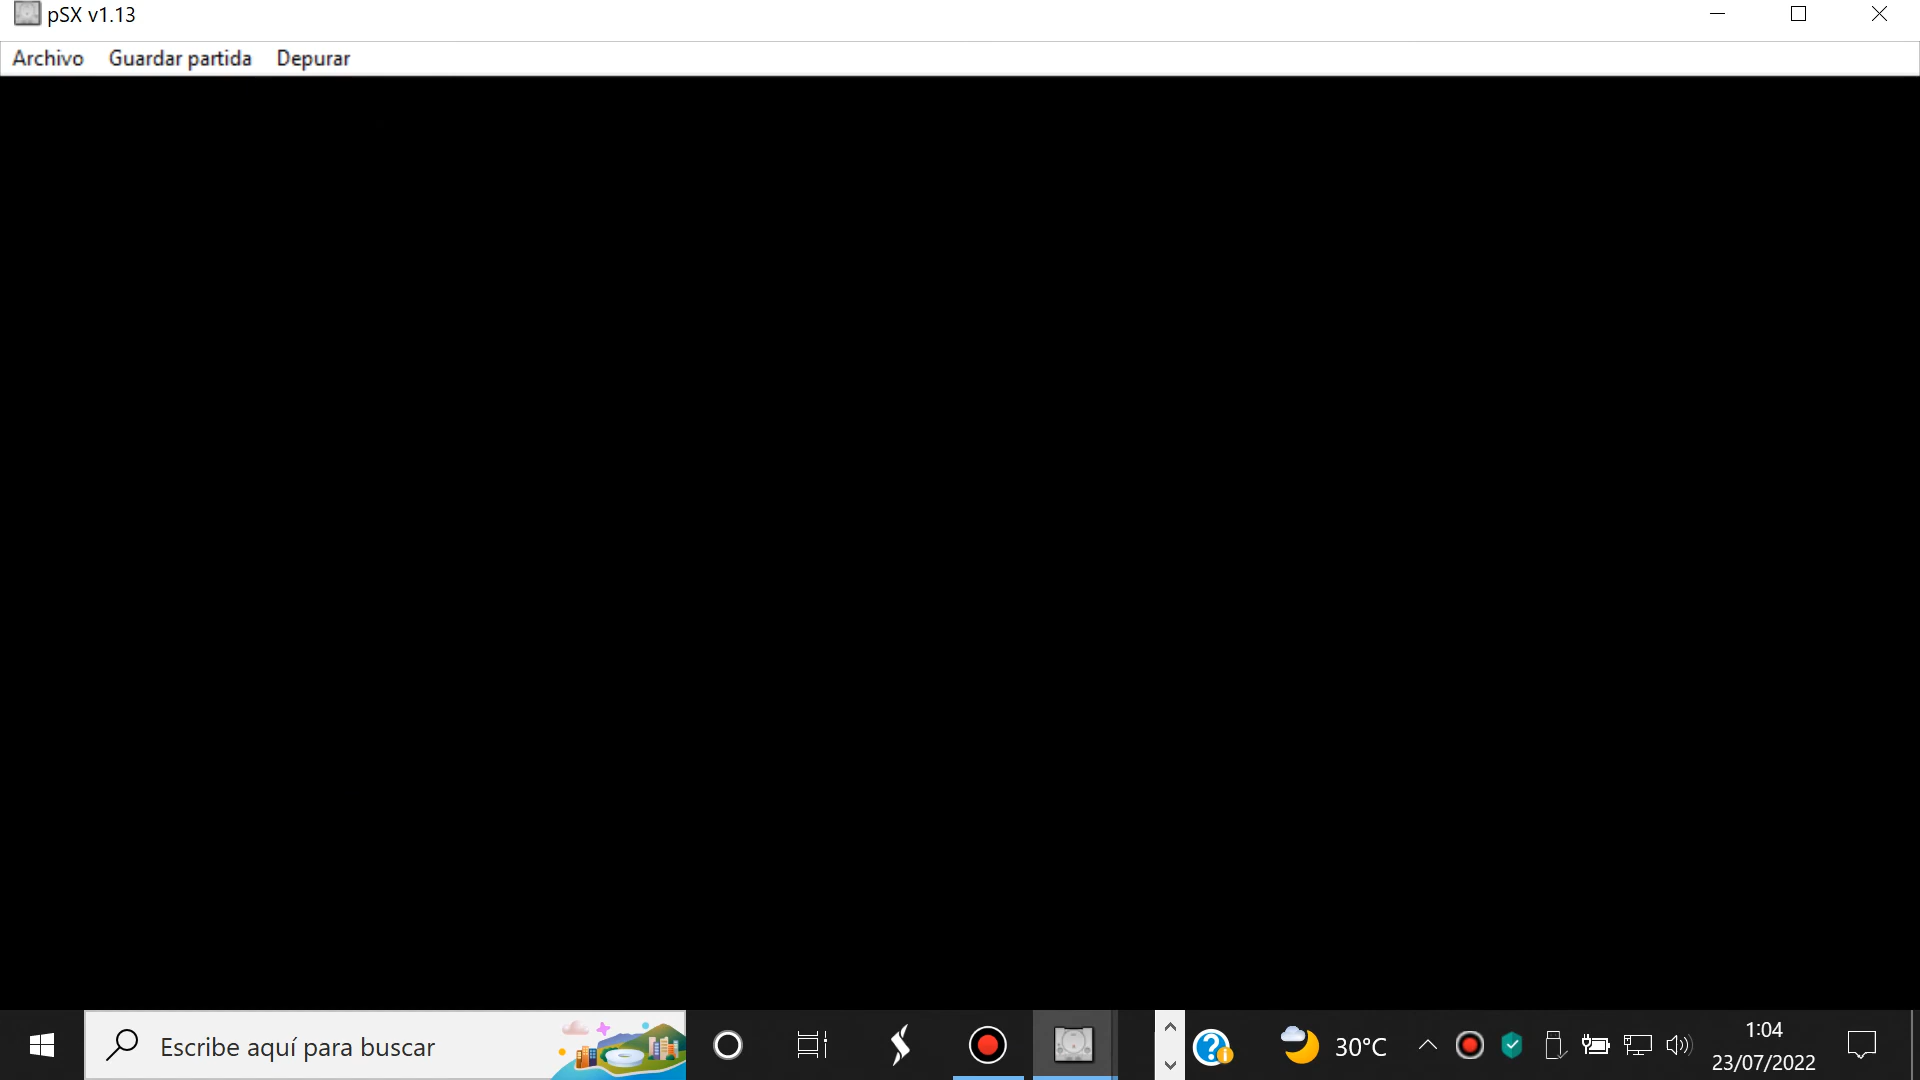 pSX v1.13
Archivo Guardar partida Depurar
Escribe aquí para buscar
30°C
1:04
23/07/2022